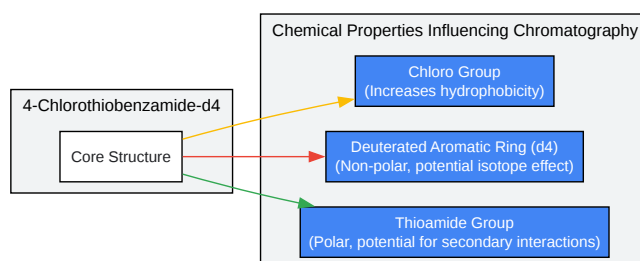 Chemical Properties Influencing Chromatography
Chloro Group
(Increases hydrophobicity)
4-Chlorothiobenzamide-d4
Core Structure
Deuterated Aromatic Ring (d4)
(Non-polar, potential isotope effect)
Thioamide Group
(Polar, potential for secondary interactions)